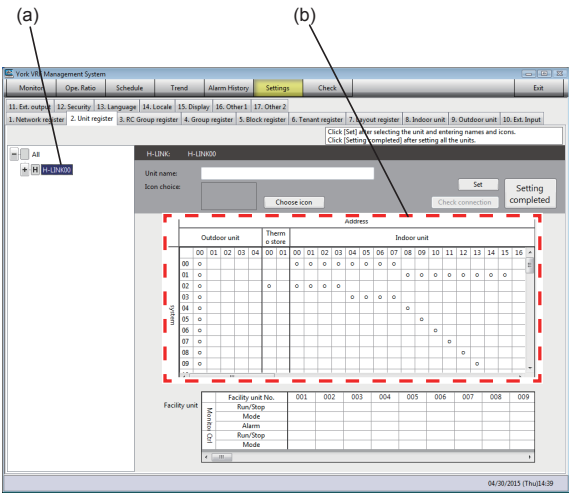 (a)
(b)
York VRF Management System
Monitor Ope. Ratio Schedule Trend Alarm History Settings Check Exit
11. Ext. output 12. Security 13. Language 14. Locale 15. Display 16. Other 1 17. Other 2
1. Network register 2. Unit register 3. RC Group register 4. Group register 5. Block register 6. Tenant register 7. Layout register 8. Indoor unit 9. Outdoor unit 10. Ext. Input
Click [Set] after selecting the unit and entering names and icons.
Click [Setting completed] after setting all the units.
All
H H-LINK00
H-LINK: H-LINK00
Unit name:
Icon choice:
Choose icon
Set
Check connection
Setting completed
Address
Outdoor unit Therm o store Indoor unit
00 01 02 03 04 00 01 00 01 02 03 04 05 06 07 08 09 10 11 12 13 14 15 16
system
00 o o o o o o o o o
01 o o o o o o o o o
02 o o o o o o
03 o o o o o
04 o o
05 o o
06 o o
07 o o
08 o o
09 o o
Facility unit
Facility unit No. 001 002 003 004 005 006 007 008 009
Monitor
Run/Stop
Mode
Alarm
Ctrl
Run/Stop
Mode
04/30/2015 (Thu)14:39